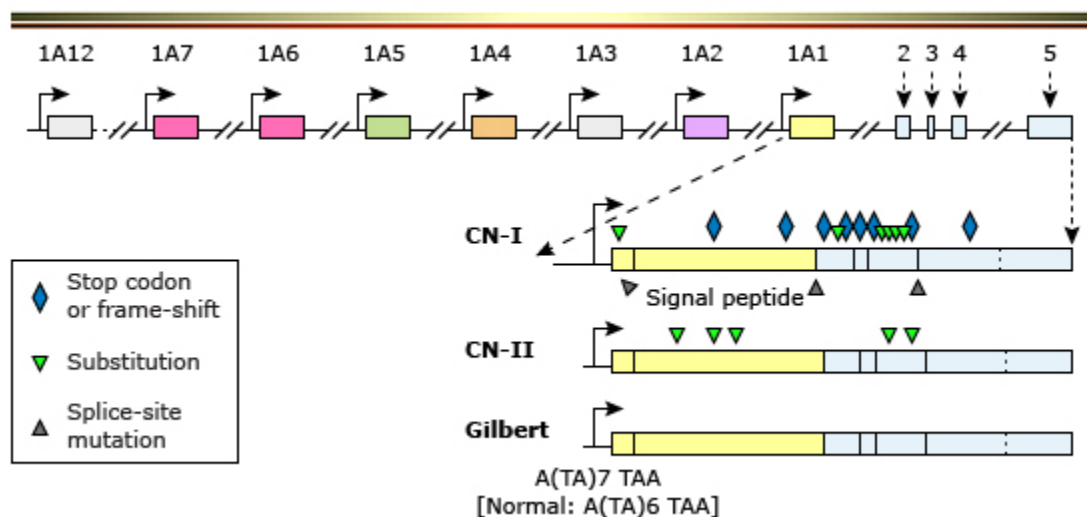 1A12 1A7 1A6 1A5 1A4 1A3 1A2 1A1 2 3 4 5
CN-I
Signal peptide
CN-II
Gilbert
A(TA)7 TAA
[Normal: A(TA)6 TAA]
Stop codon
or frame-shift
Substitution
Splice-site
mutation